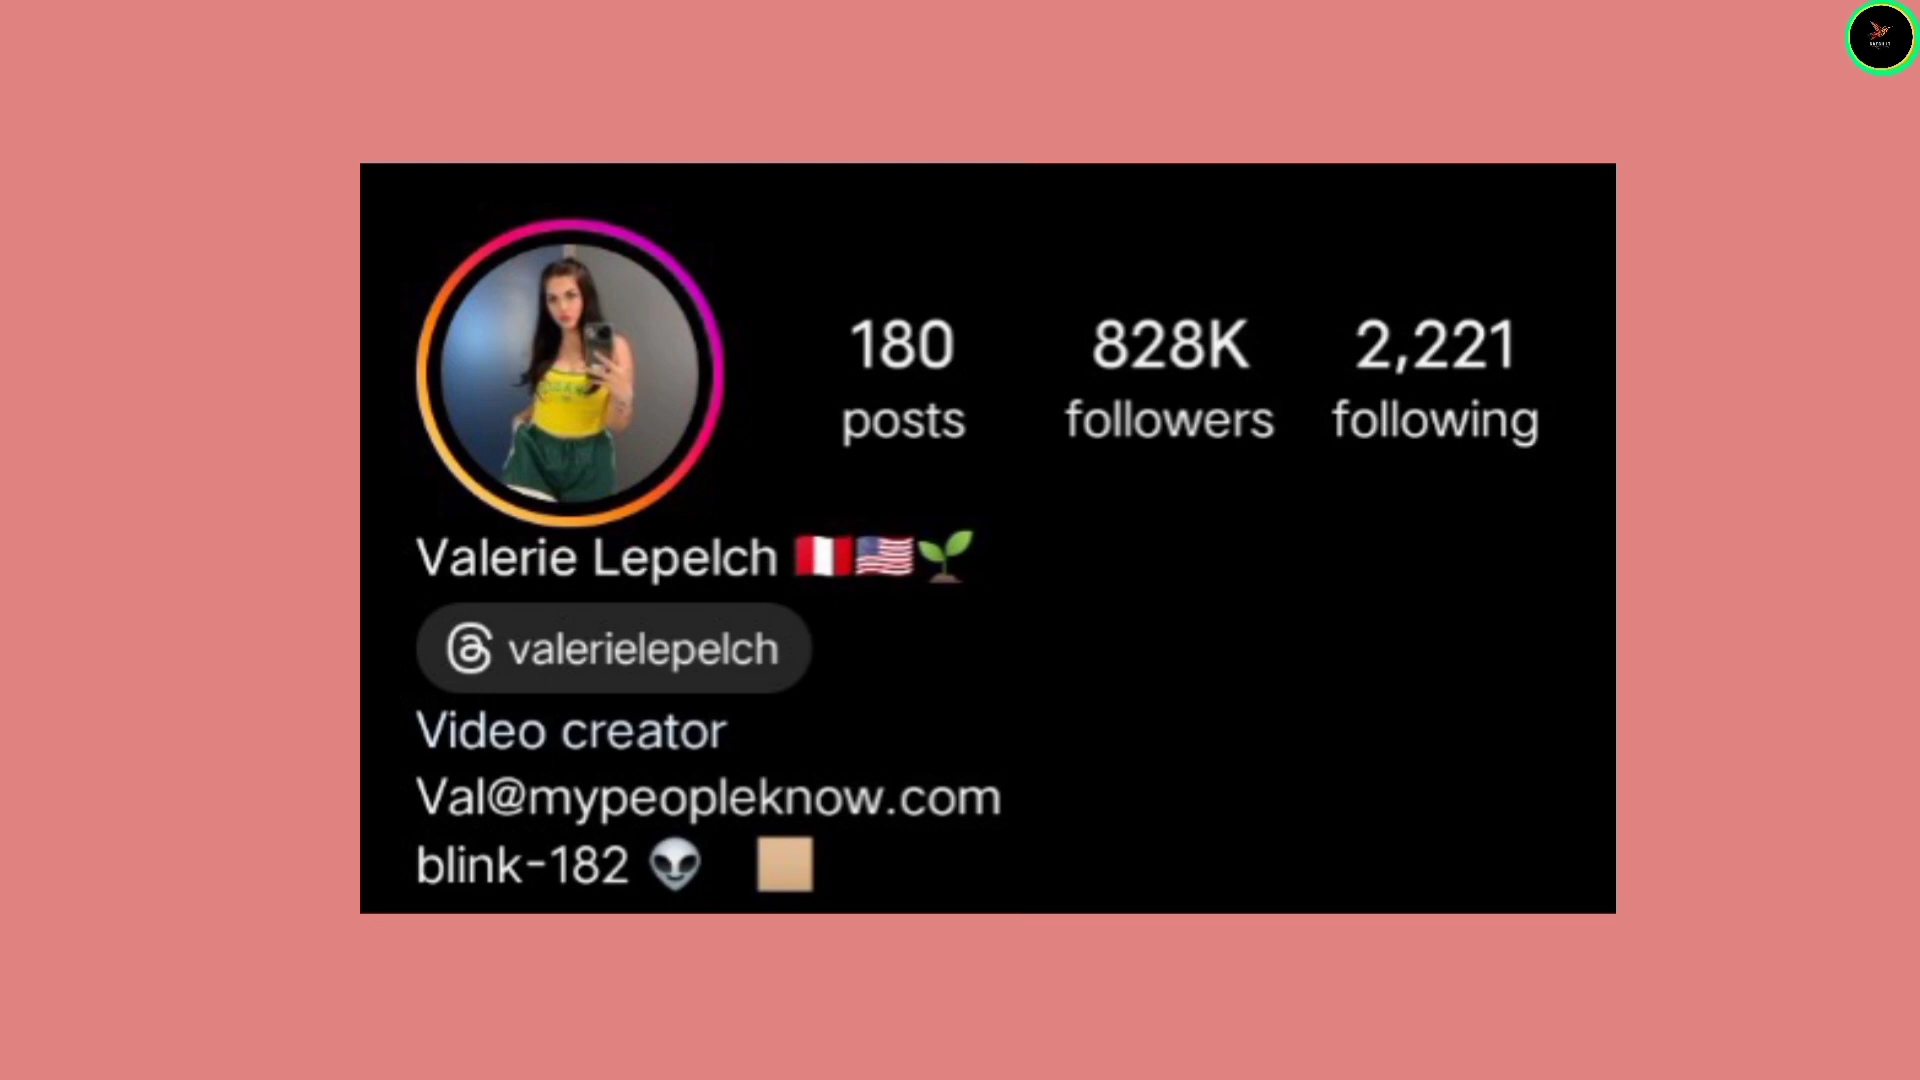 180 828K 2,221
posts followers following
Valerie Lepelch 🇵🇪🇺🇸🌱
valerielepelch
Video creator
Val@mypeopleknow.com
blink-182 👽